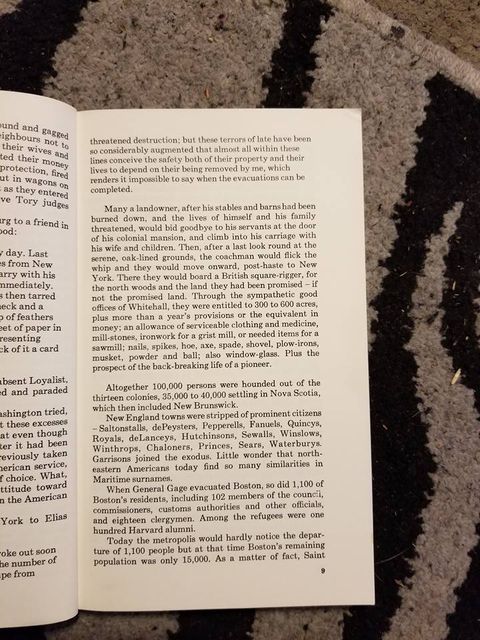 ound and gagged
eighbours not to
their wives and
ted their money
protection, fired
ut in wagons on
as they entered
ve Tory judges
urg to a friend in
ood:
y day. Last
es from New
arry with his
mmediately.
s then tarred
neck and a
p of feathers
eet of paper in
resenting
ck of it a card
absent Loyalist,
ed and paraded
ashington tried,
t these excesses
at even though
ter it had been
reviously taken
merican service,
f choice. What,
ttitude toward
n the American
York to Elias
oke out soon
he number of
pe from
threatened destruction; but these terrors of late have been
so considerably augmented that almost all within these
lines conceive the safety both of their property and their
lives to depend on their being removed by me, which
renders it impossible to say when the evacuations can be
completed.
Many a landowner, after his stables and barns had been
burned down, and the lives of himself and his family
threatened, would bid goodbye to his servants at the door
of his colonial mansion, and climb into his carriage with
his wife and children. Then, after a last look round at the
serene, oak-lined grounds, the coachman would flick the
whip and they would move onward, post-haste to New
York. There they would board a British square-rigger, for
the north woods and the land they had been promised – if
not the promised land. Through the sympathetic good
offices of Whitehall, they were entitled to 300 to 600 acres,
plus more than a year's provisions or the equivalent in
money; an allowance of serviceable clothing and medicine,
mill-stones, ironwork for a grist mill, or needed items for a
sawmill; nails, spikes, hoe, axe, spade, shovel, plow-irons,
musket, powder and ball; also window-glass. Plus the
prospect of the back-breaking life of a pioneer.
Altogether 100,000 persons were hounded out of the
thirteen colonies, 35,000 to 40,000 settling in Nova Scotia,
which then included New Brunswick.
New England towns were stripped of prominent citizens
– Saltonstalls, dePeysters, Pepperells, Fanuels, Quincys,
Royals, deLanceys, Hutchinsons, Sewalls, Winslows,
Winthrops, Chaloners, Princes, Sears, Waterburys.
Garrisons joined the exodus. Little wonder that north-
eastern Americans today find so many similarities in
Maritime surnames.
When General Gage evacuated Boston, so did 1,100 of
Boston's residents, including 102 members of the council,
commissioners, customs authorities and other officials,
and eighteen clergymen. Among the refugees were one
hundred Harvard alumni.
Today the metropolis would hardly notice the depar-
ture of 1,100 people but at that time Boston's remaining
population was only 15,000. As a matter of fact, Saint
9